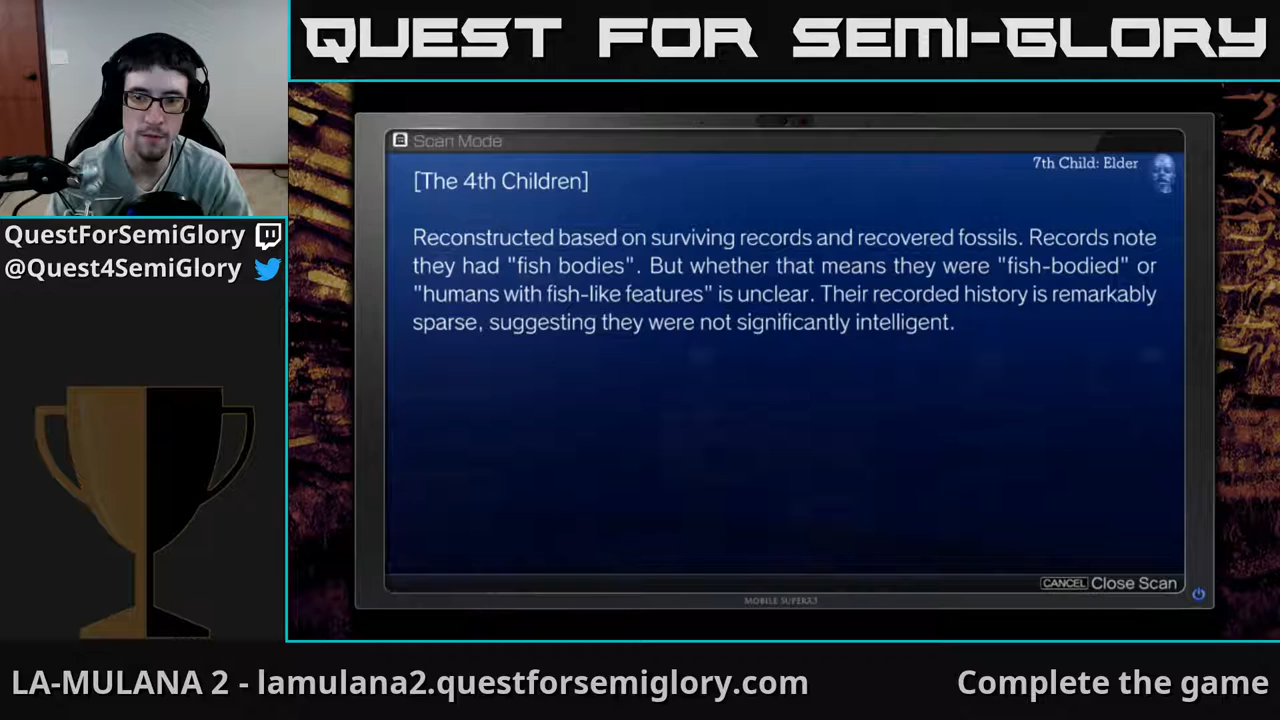 QUEST FOR SEMI-GLORY
Scan Mode
7th Child: Elder
[The 4th Children]
Reconstructed based on surviving records and recovered fossils. Records note
they had "fish bodies". But whether that means they were "fish-bodied" or
"humans with fish-like features" is unclear. Their recorded history is remarkably
sparse, suggesting they were not significantly intelligent.
CANCEL Close Scan
MOBILE SUPERX3
QuestForSemiGlory
@Quest4SemiGlory
LA-MULANA 2 - lamulana2.questforsemiglory.com
Complete the game